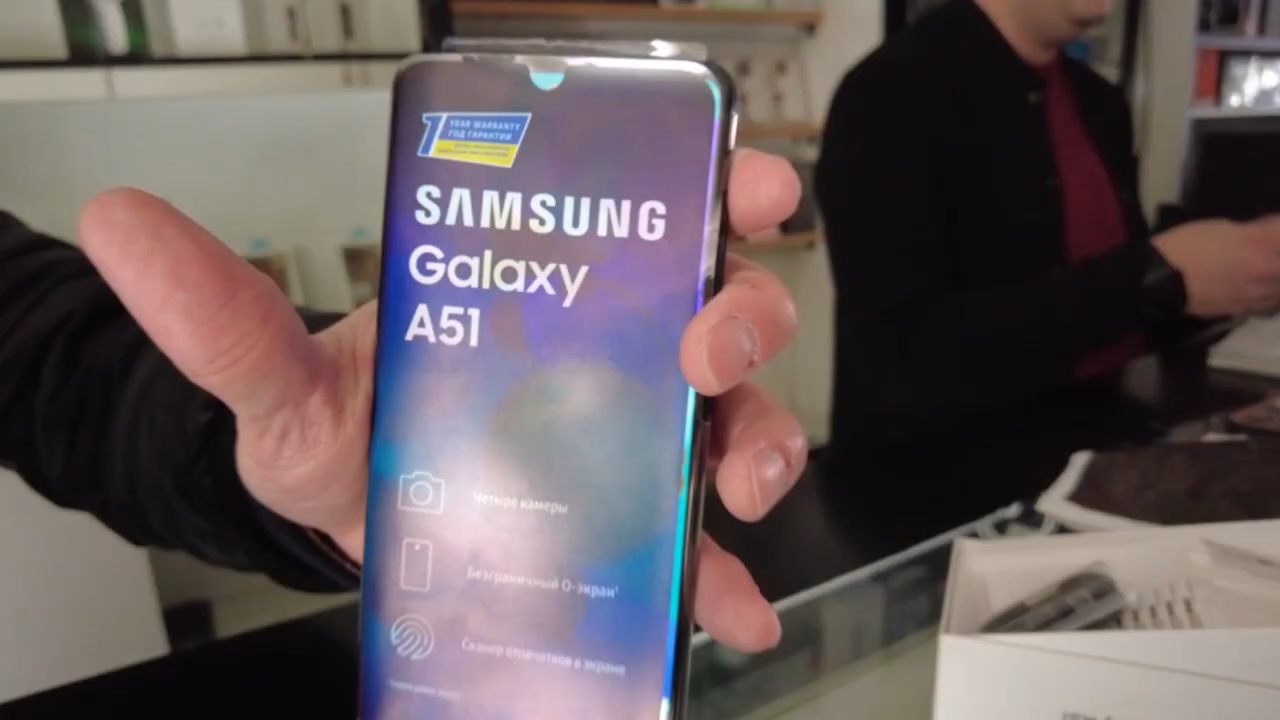 1 YEAR WARRANTY
ГОД ГАРАНТИИ
SAMSUNG
Galaxy
A51
Четыре камеры
Безграничный O-экран¹
Сканер отпечатков в экране